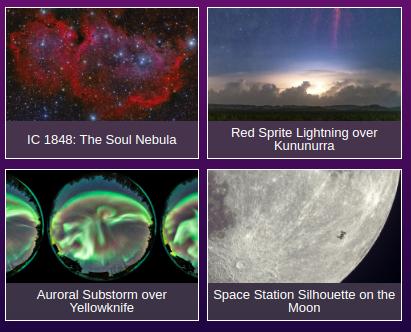 IC 1848: The Soul Nebula
Red Sprite Lightning over
Kununurra
Auroral Substorm over
Yellowknife
Space Station Silhouette on the
Moon